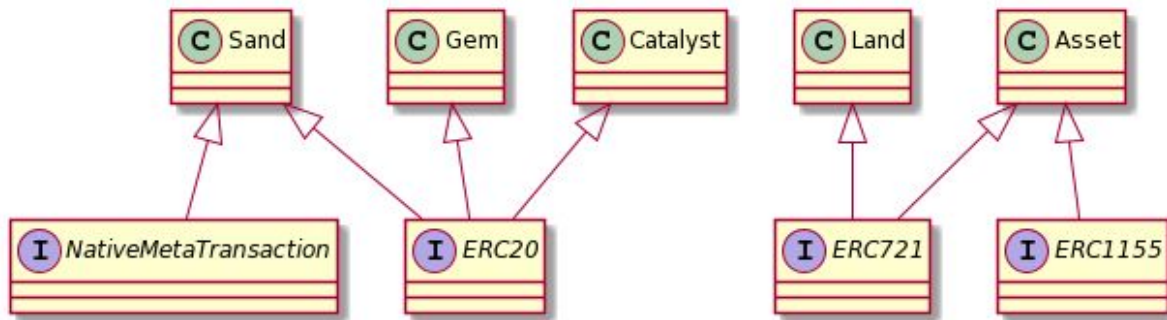 C Sand
C Gem
C Catalyst
C Land
C Asset
I NativeMetaTransaction
I ERC20
I ERC721
I ERC1155